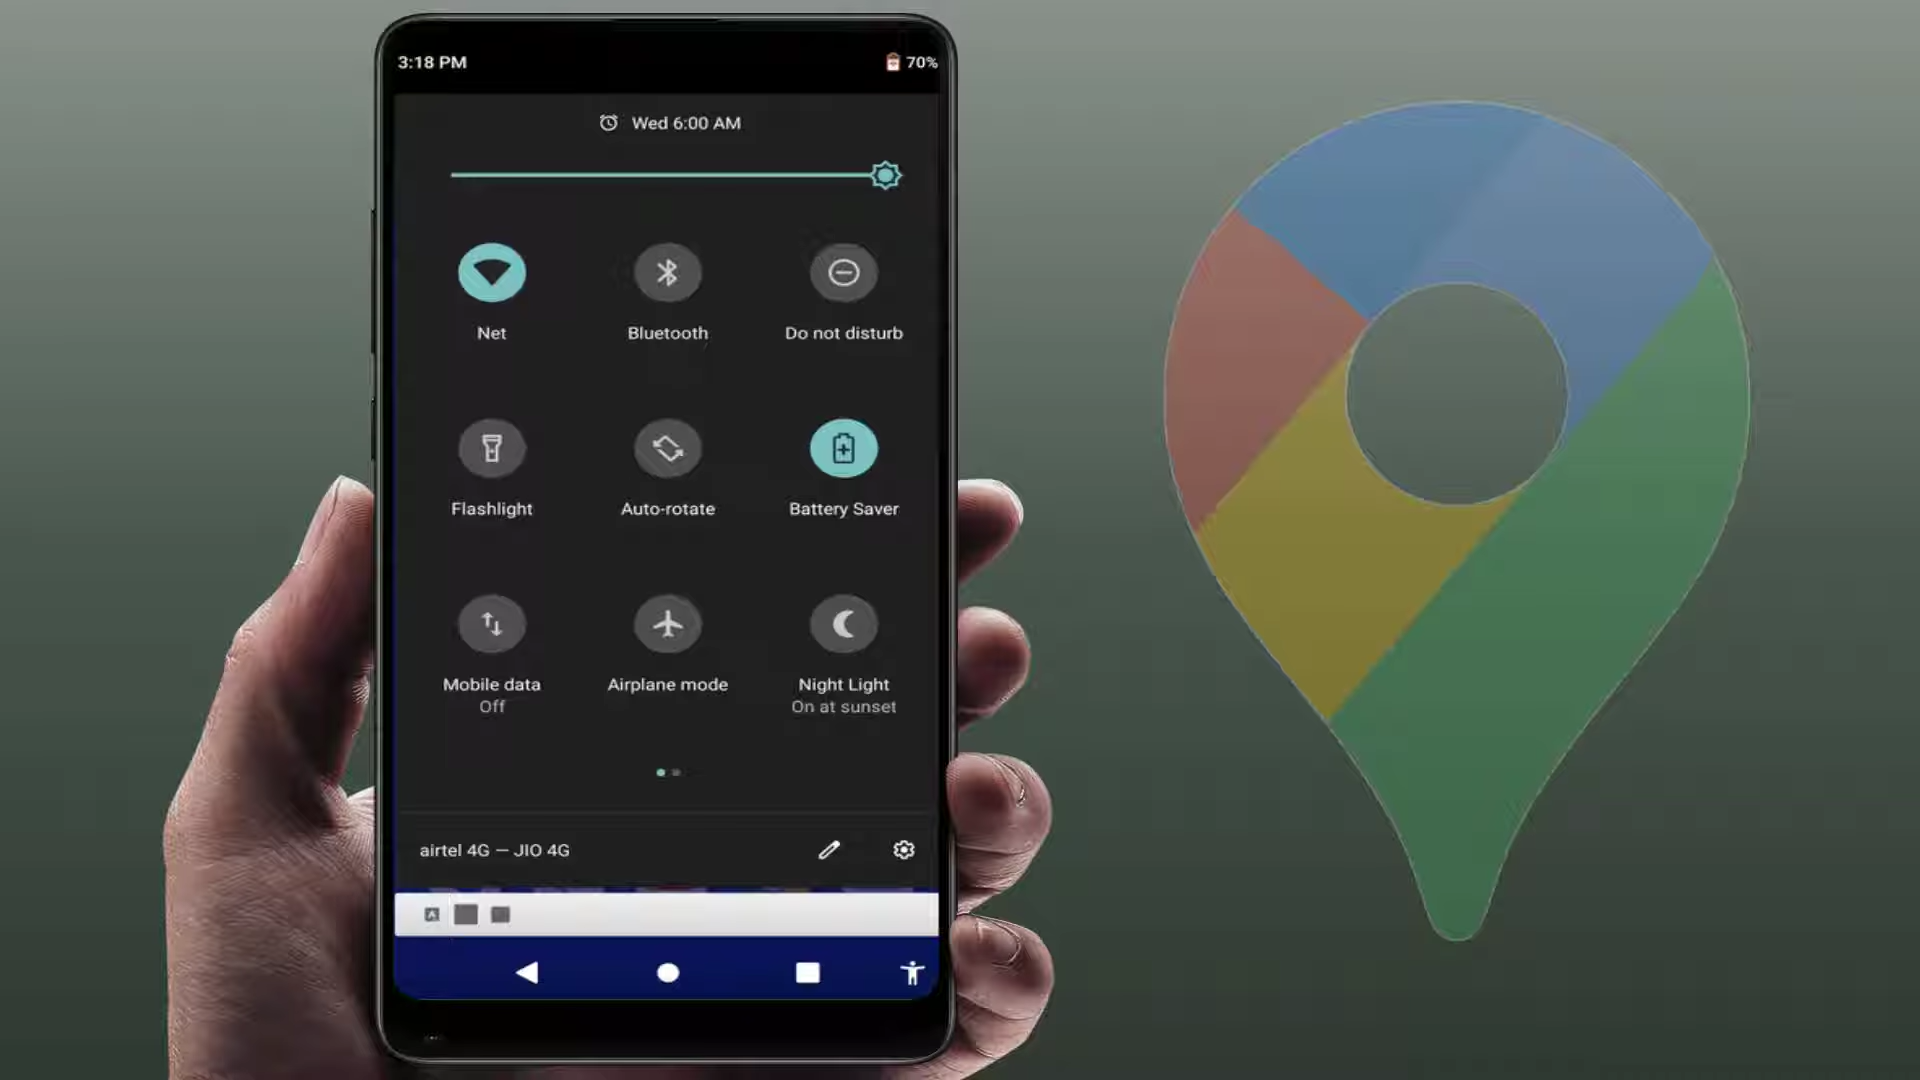 3:18 PM
70%
Wed 6:00 AM
Net
Bluetooth
Do not disturb
Flashlight
Auto-rotate
Battery Saver
Mobile data
Off
Airplane mode
Night Light
On at sunset
airtel 4G — JIO 4G
A